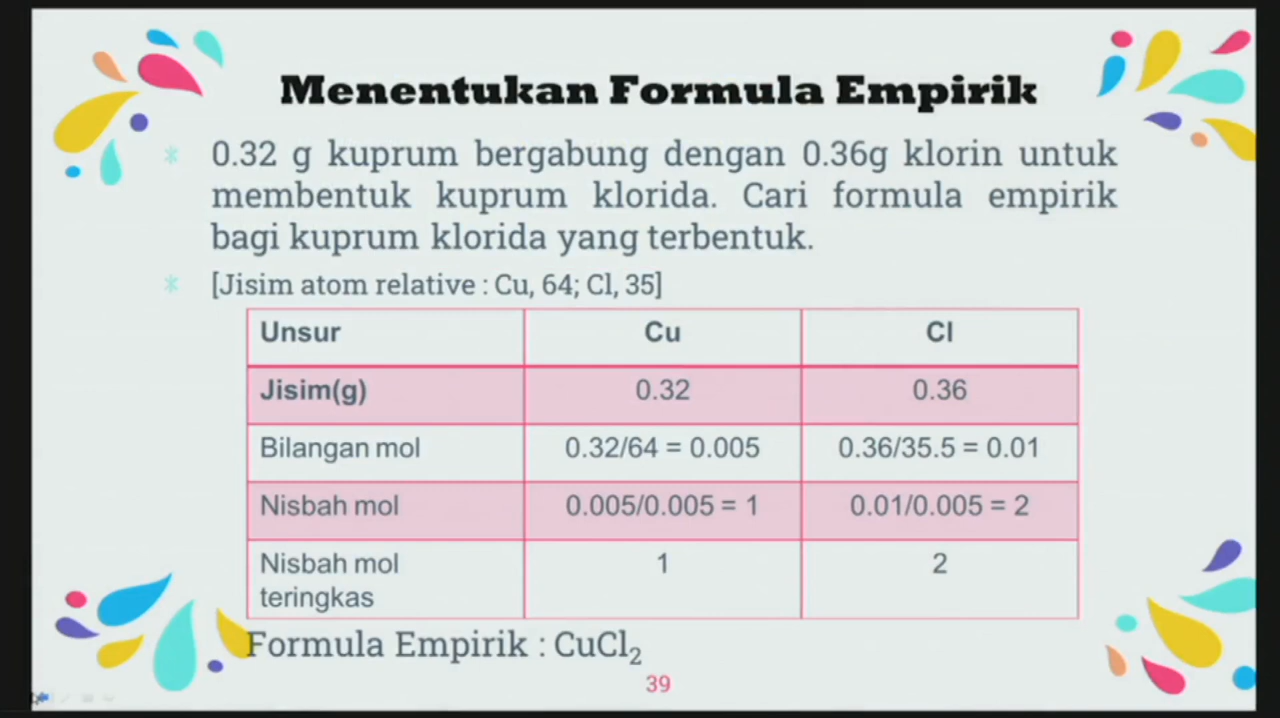 Menentukan Formula Empirik
0.32 g kuprum bergabung dengan 0.36g klorin untuk
membentuk kuprum klorida. Cari formula empirik
bagi kuprum klorida yang terbentuk.
[Jisim atom relative : Cu, 64; Cl, 35]
Unsur Cu Cl
Jisim(g) 0.32 0.36
Bilangan mol 0.32/64 = 0.005 0.36/35.5 = 0.01
Nisbah mol 0.005/0.005 = 1 0.01/0.005 = 2
Nisbah mol 1 2
teringkas
Formula Empirik : CuCl₂
39